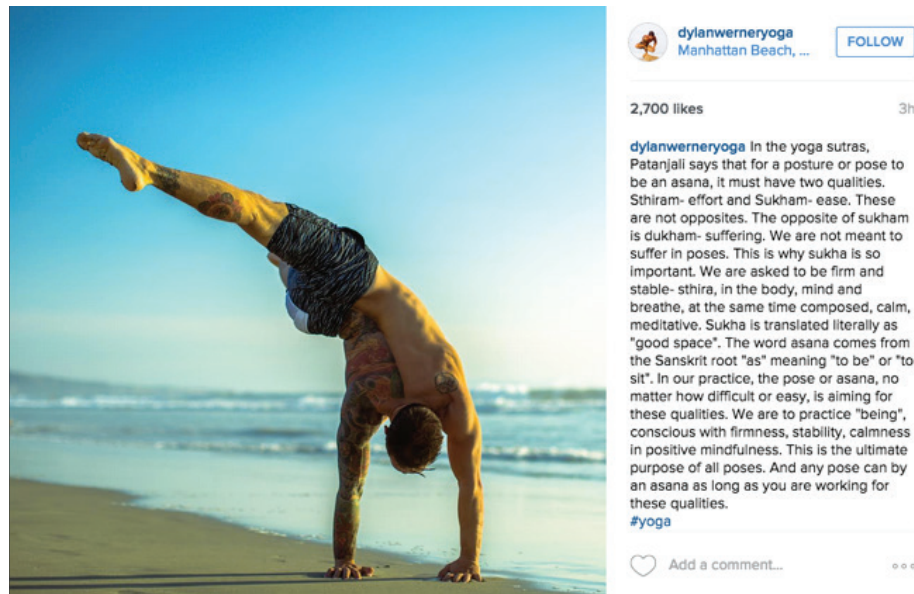 dylanwerneryoga
Manhattan Beach, ...
FOLLOW
2,700 likes
3h
dylanwerneryoga In the yoga sutras,
Patanjali says that for a posture or pose to
be an asana, it must have two qualities.
Sthiram- effort and Sukham- ease. These
are not opposites. The opposite of sukham
is dukham- suffering. We are not meant to
suffer in poses. This is why sukha is so
important. We are asked to be firm and
stable- sthira, in the body, mind and
breathe, at the same time composed, calm,
meditative. Sukha is translated literally as
"good space". The word asana comes from
the Sanskrit root "as" meaning "to be" or "to
sit". In our practice, the pose or asana, no
matter how difficult or easy, is aiming for
these qualities. We are to practice "being",
conscious with firmness, stability, calmness
in positive mindfulness. This is the ultimate
purpose of all poses. And any pose can by
an asana as long as you are working for
these qualities.
#yoga
Add a comment...